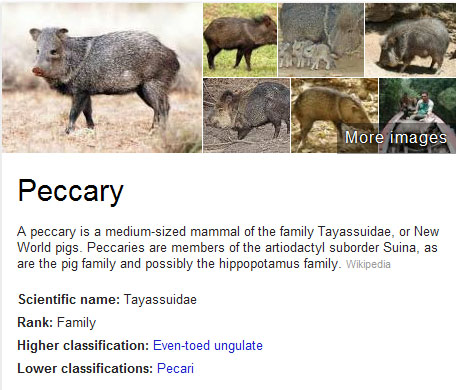 More images
Peccary
A peccary is a medium-sized mammal of the family Tayassuidae, or New
World pigs. Peccaries are members of the artiodactyl suborder Suina, as
are the pig family and possibly the hippopotamus family. Wikipedia
Scientific name: Tayassuidae
Rank: Family
Higher classification: Even-toed ungulate
Lower classifications: Pecari